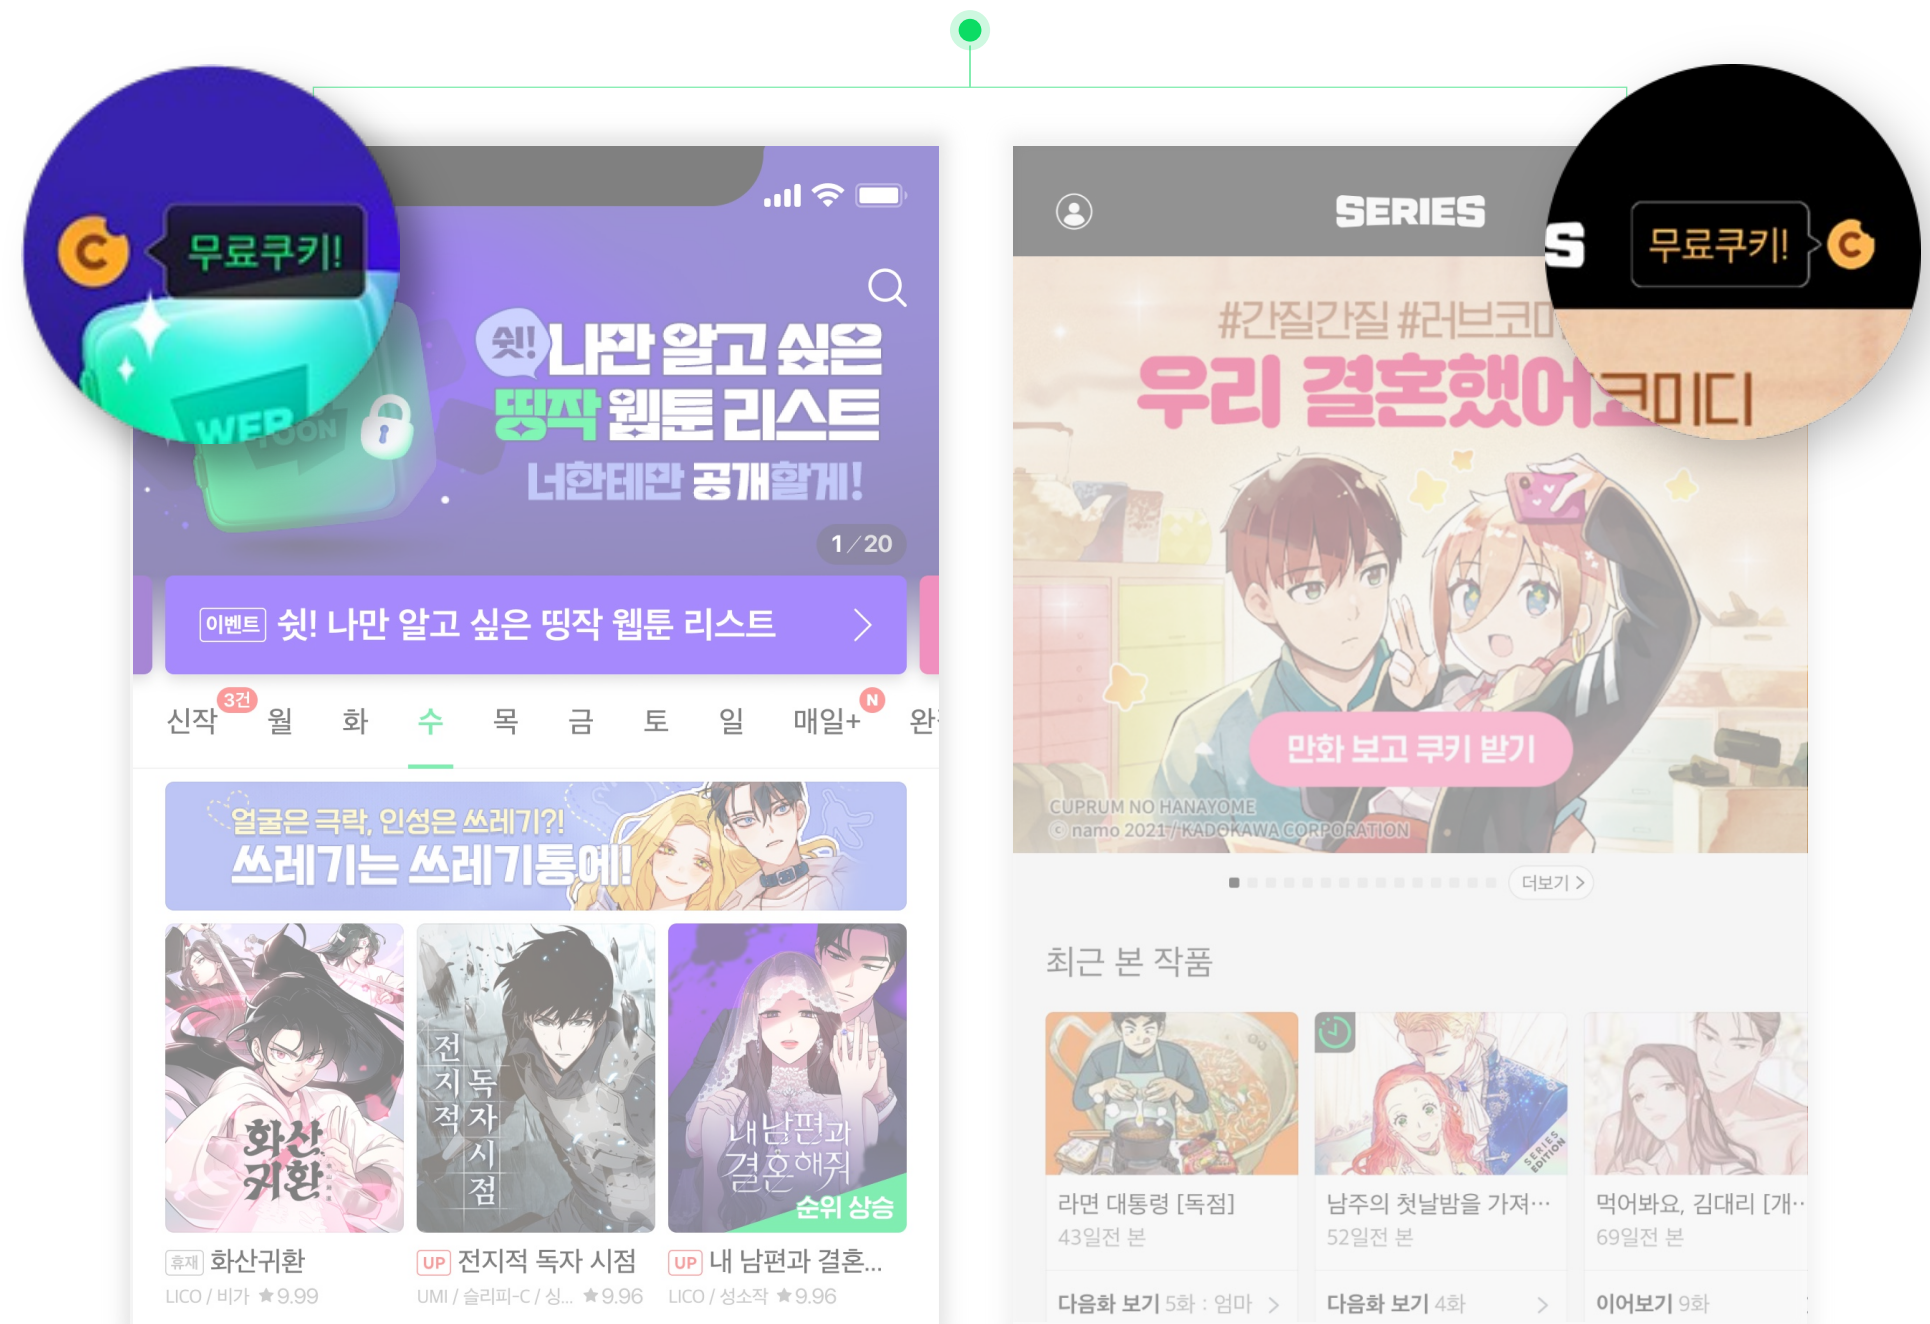 무료쿠키!
WEB
TOON
쉿! 나만 알고 싶은
띵작 웹툰 리스트
너한테만 공개할게!
1/20
이벤트 쉿! 나만 알고 싶은 띵작 웹툰 리스트
신작 3건 월 화 수 목 금 토 일 매일+ N
얼굴은 극락, 인성은 쓰레기?!
쓰레기는 쓰레기통에!
화산
귀환
전지적
독자
시점
내 남편과
결혼해줘
순위 상승
휴재 화산귀환
LICO / 비가 ★9.99
UP 전지적 독자 시점
UMI / 슬리피-C / 싱... ★9.96
UP 내 남편과 결혼...
LICO / 성소작 ★9.96
SERIES
S
무료쿠키! C
#간질간질 #러브코미디
우리 결혼했어
만화 보고 쿠키 받기
CUPRUM NO HANAYOME
© namo 2021 / KADOKAWA CORPORATION
더보기 >
최근 본 작품
SERIES
EDITION
라면 대통령 [독점]
43일전 본
다음화 보기 5화 : 엄마 >
남주의 첫날밤을 가져...
52일전 본
다음화 보기 4화 >
먹어봐요, 김대리 [개..
69일전 본
이어보기 9화